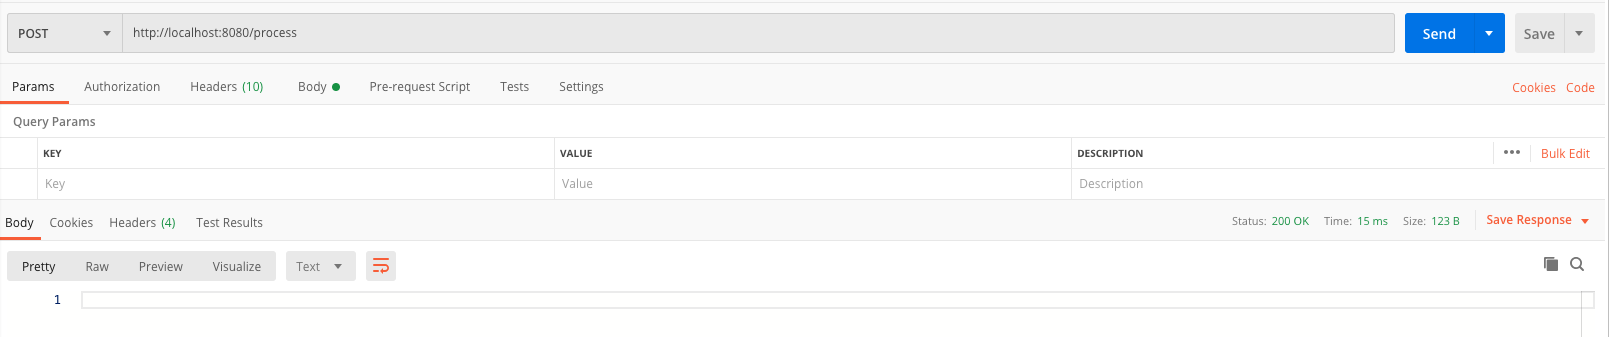 POST http://localhost:8080/process Send Save
Params Authorization Headers (10) Body Pre-request Script Tests Settings Cookies Code
Query Params
KEY VALUE DESCRIPTION ••• Bulk Edit
Key Value Description
Body Cookies Headers (4) Test Results Status: 200 OK Time: 15 ms Size: 123 B Save Response
Pretty Raw Preview Visualize Text
1